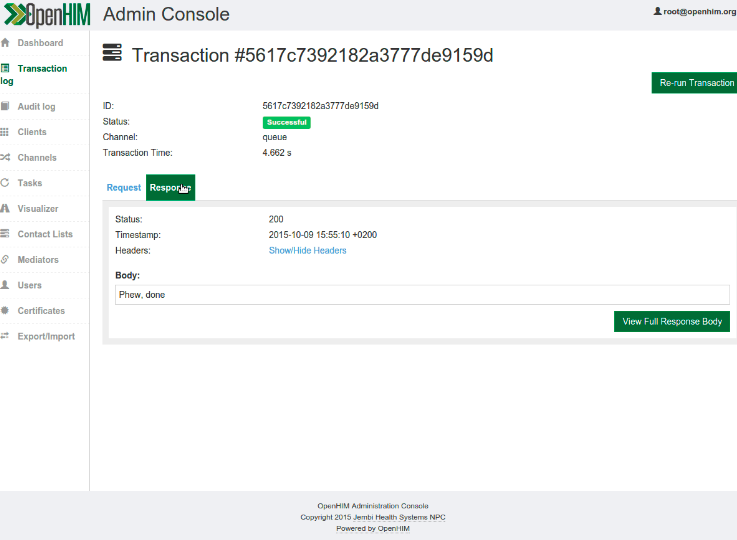 OpenHIM
Admin Console
root@openhim.org
Dashboard
Transaction
log
Audit log
Clients
Channels
Tasks
Visualizer
Contact Lists
Mediators
Users
Certificates
Export/Import
Transaction #5617c7392182a3777de9159d
Re-run Transaction
ID: 5617c7392182a3777de9159d
Status: Successful
Channel: queue
Transaction Time: 4.662 s
Request Response
Status: 200
Timestamp: 2015-10-09 15:55:10 +0200
Headers: Show/Hide Headers
Body:
Phew, done
View Full Response Body
OpenHIM Administration Console
Copyright 2015 Jembi Health Systems NPC
Powered by OpenHIM